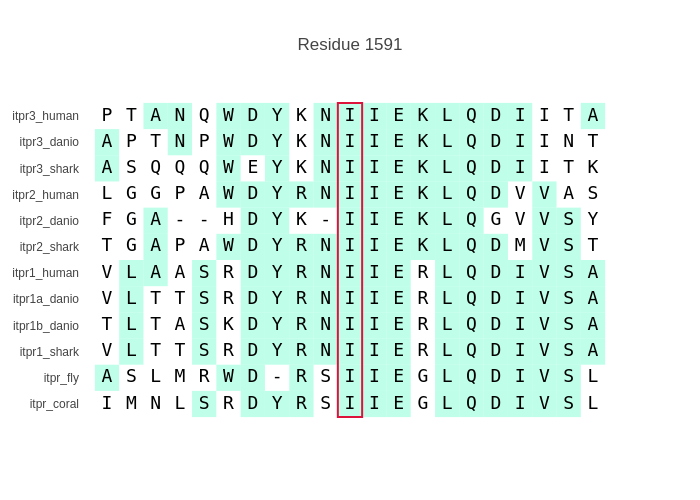 Residue 1591
itpr3_human P T A N Q W D Y K N I I E K L Q D I I T A
itpr3_danio A P T N P W D Y K N I I E K L Q D I I N T
itpr3_shark A S Q Q Q W E Y K N I I E K L Q D I I T K
itpr2_human L G G P A W D Y R N I I E K L Q D V V A S
itpr2_danio F G A - - H D Y K - I I E K L Q G V V S Y
itpr2_shark T G A P A W D Y R N I I E K L Q D M V S T
itpr1_human V L A A S R D Y R N I I E R L Q D I V S A
itpr1a_danio V L T T S R D Y R N I I E R L Q D I V S A
itpr1b_danio T L T A S K D Y R N I I E R L Q D I V S A
itpr1_shark V L T T S R D Y R N I I E R L Q D I V S A
itpr_fly A S L M R W D - R S I I E G L Q D I V S L
itpr_coral I M N L S R D Y R S I I E G L Q D I V S L